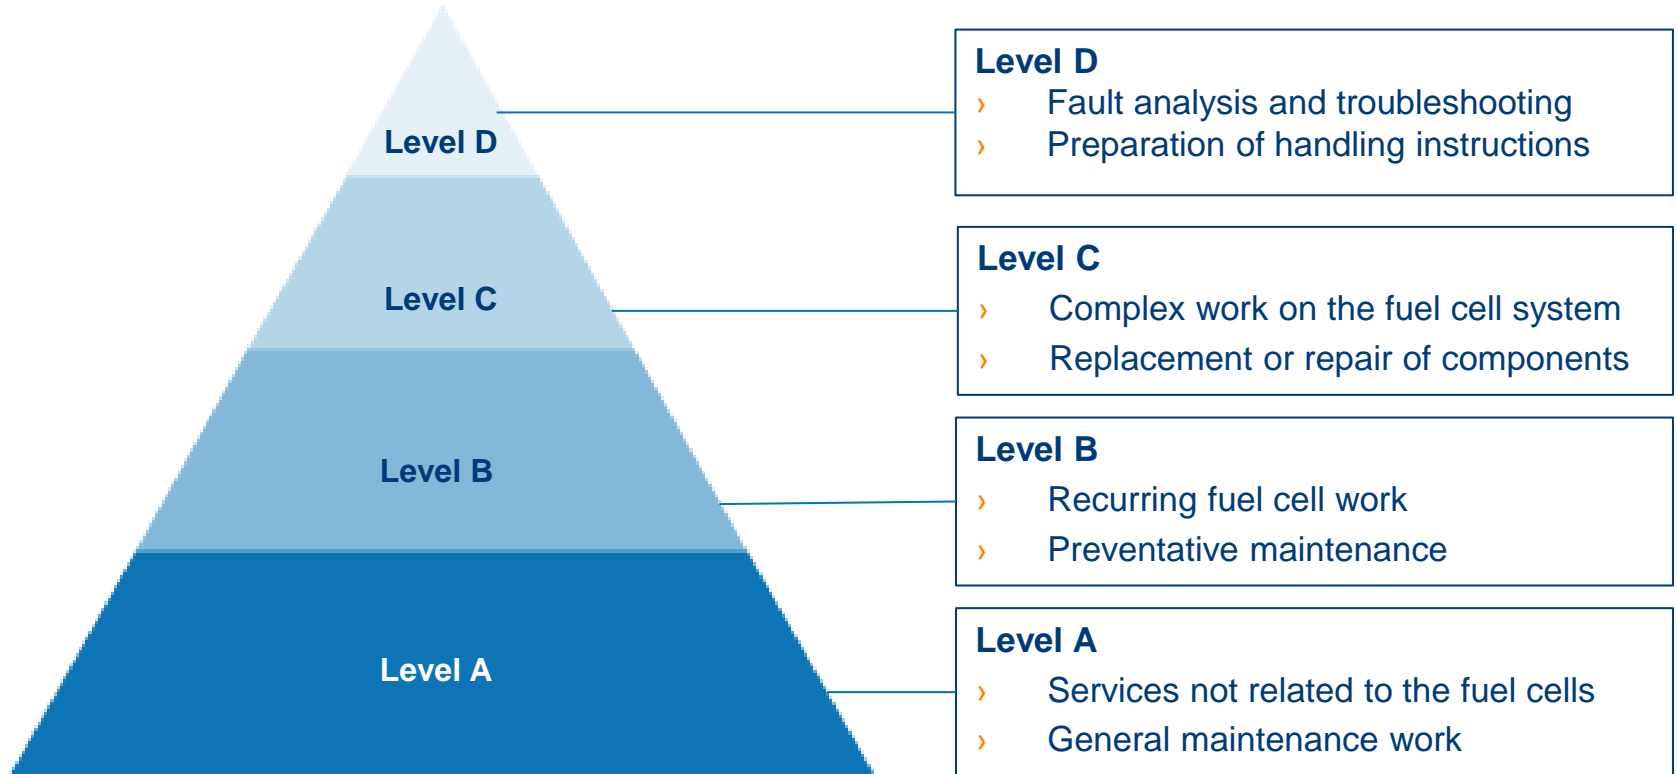 Level D
Level C
Level B
Level A
Level D
› Fault analysis and troubleshooting
› Preparation of handling instructions
Level C
› Complex work on the fuel cell system
› Replacement or repair of components
Level B
› Recurring fuel cell work
› Preventative maintenance
Level A
› Services not related to the fuel cells
› General maintenance work